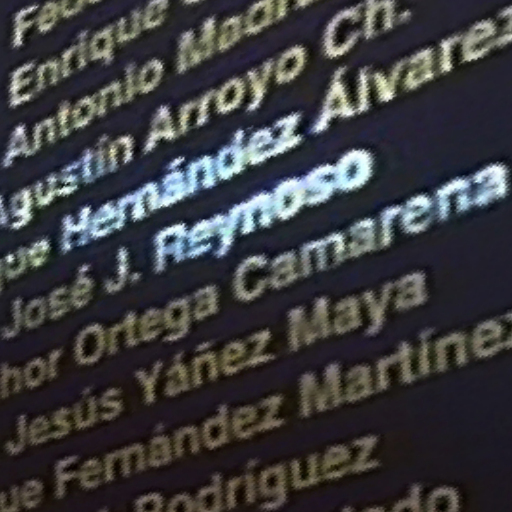 Enrique
Antonio
Agustín Arroyo Ch.
Hernández Álvarez
José J. Reynoso
Ortega Camarena
Jesús Yáñez Maya
Fernández Martínez
Rodríguez